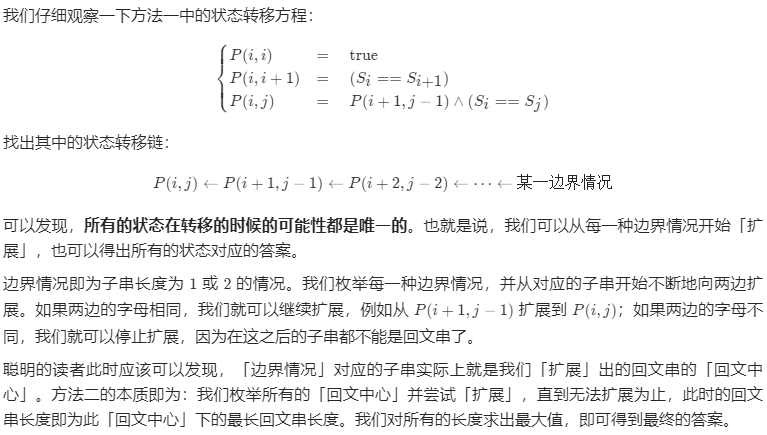 我们仔细观察一下方法一中的状态转移方程：
P(i, i) = true
P(i, i + 1) = (S_i == S_{i+1})
P(i, j) = P(i + 1, j − 1) ∧ (S_i == S_j)
找出其中的状态转移链：
P(i, j) ← P(i + 1, j − 1) ← P(i + 2, j − 2) ← ⋯ ← 某一边界情况
可以发现，所有的状态在转移的时候的可能性都是唯一的。也就是说，我们可以从每一种边界情况开始「扩
展」，也可以得出所有的状态对应的答案。
边界情况即为子串长度为 1 或 2 的情况。我们枚举每一种边界情况，并从对应的子串开始不断地向两边扩
展。如果两边的字母相同，我们就可以继续扩展，例如从 P(i + 1, j − 1) 扩展到 P(i, j)；如果两边的字母不
同，我们就可以停止扩展，因为在这之后的子串都不能是回文串了。
聪明的读者此时应该可以发现，「边界情况」对应的子串实际上就是我们「扩展」出的回文串的「回文中
心」。方法二的本质即为：我们枚举所有的「回文中心」并尝试「扩展」，直到无法扩展为止，此时的回文
串长度即为此「回文中心」下的最长回文串长度。我们对所有的长度求出最大值，即可得到最终的答案。